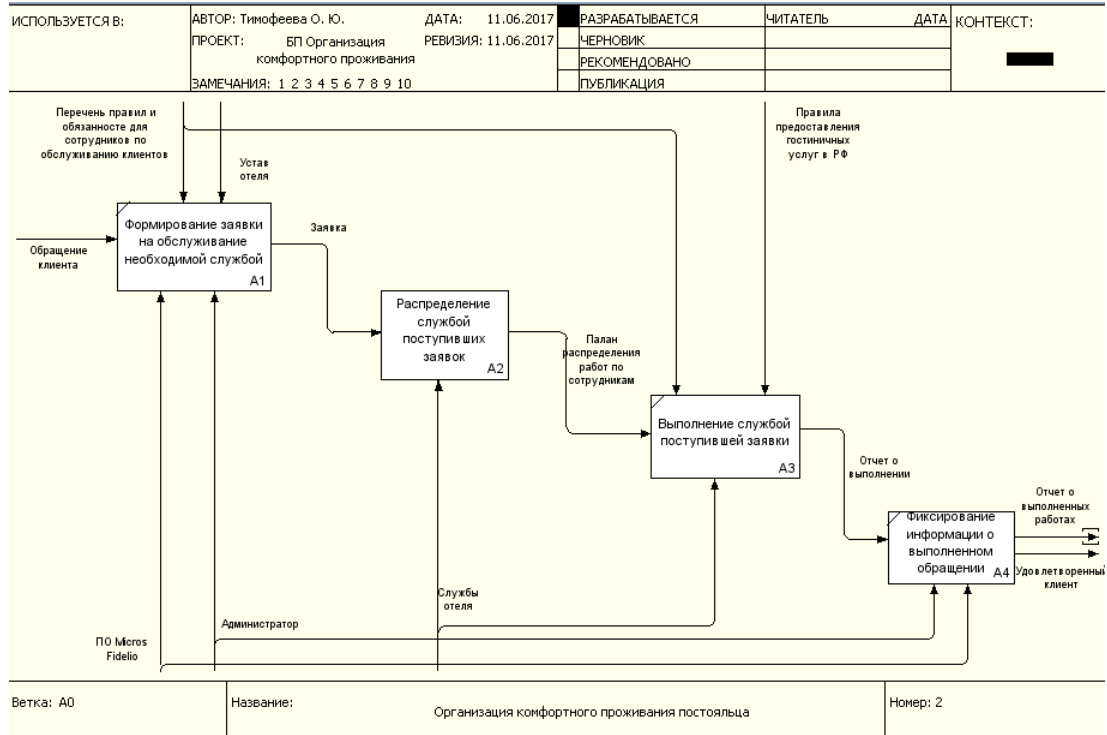 ИСПОЛЬЗУЕТСЯ В:
АВТОР: Тимофеева О. Ю.
ДАТА: 11.06.2017
ПРОЕКТ: БП Организация
комфортного проживания
РЕВИЗИЯ: 11.06.2017
ЗАМЕЧАНИЯ: 1 2 3 4 5 6 7 8 9 10
РАЗРАБАТЫВАЕТСЯ
ЧЕРНОВИК
РЕКОМЕНДОВАНО
ПУБЛИКАЦИЯ
ЧИТАТЕЛЬ
ДАТА
КОНТЕКСТ:
Перечень правил и
обязанносте для
сотрудников по
обслуживанию клиентов
Устав
отеля
Правила
предоставления
гостиничных
услуг в РФ
Обращение
клиента
Формирование заявки
на обслуживание
необходимой службой
A1
Заявка
Распределение
службой
поступивших
заявок
A2
Палан
распределения
работ по
сотрудникам
Выполнение службой
поступившей заявки
A3
Отчет о
выполнении
Фиксирование
информации о
выполненном
обращении
A4
Отчет о
выполненных
работах
Удовлетворенный
клиент
Службы
отеля
Администратор
ПО Micros
Fidelio
Ветка: A0
Название:
Организация комфортного проживания постояльца
Номер: 2